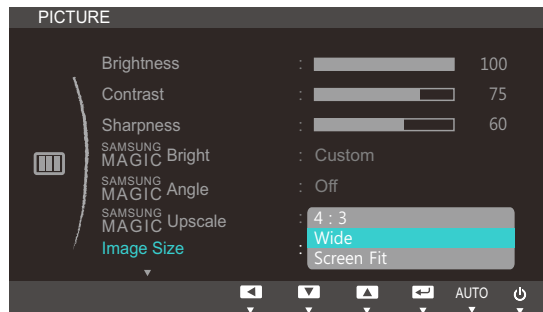 PICTURE
Brightness : 100
Contrast : 75
Sharpness : 60
SAMSUNG MAGIC Bright : Custom
SAMSUNG MAGIC Angle : Off
SAMSUNG MAGIC Upscale :
Image Size :
4 : 3
Wide
Screen Fit
AUTO